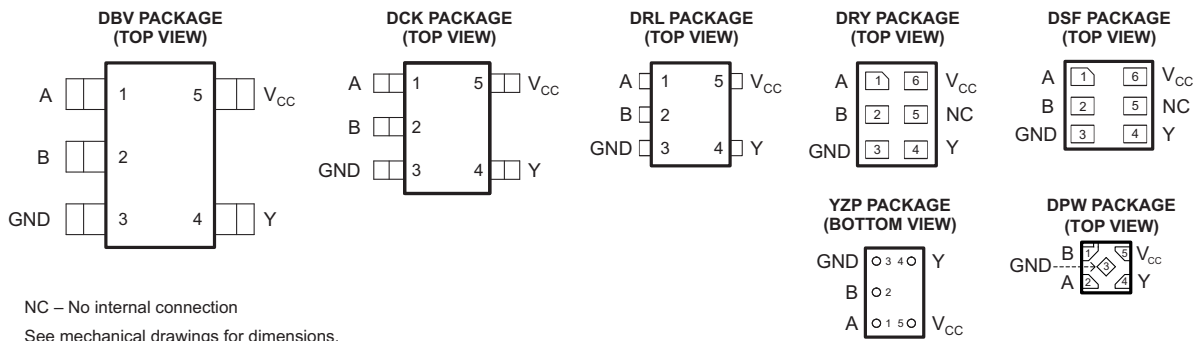 DBV PACKAGE
(TOP VIEW)
A 1 5 VCC
B 2
GND 3 4 Y
DCK PACKAGE
(TOP VIEW)
A 1 5 VCC
B 2
GND 3 4 Y
DRL PACKAGE
(TOP VIEW)
A 1 5 VCC
B 2
GND 3 4 Y
DRY PACKAGE
(TOP VIEW)
A 1 6 VCC
B 2 5 NC
GND 3 4 Y
DSF PACKAGE
(TOP VIEW)
A 1 6 VCC
B 2 5 NC
GND 3 4 Y
YZP PACKAGE
(BOTTOM VIEW)
GND 3 4 Y
B 2
A 1 5 VCC
DPW PACKAGE
(TOP VIEW)
B 1 5 VCC
GND 3
A 2 4 Y
NC – No internal connection
See mechanical drawings for dimensions.